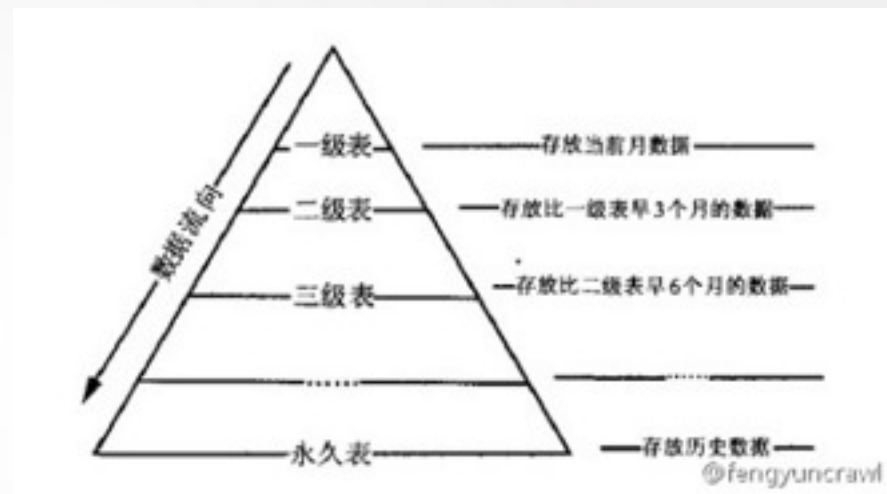 一级表
存放当前月数据
二级表
存放比一级表早3个月的数据
数据流向
三级表
存放比二级表早6个月的数据
……
永久表
存放历史数据
@fengyuncrawl